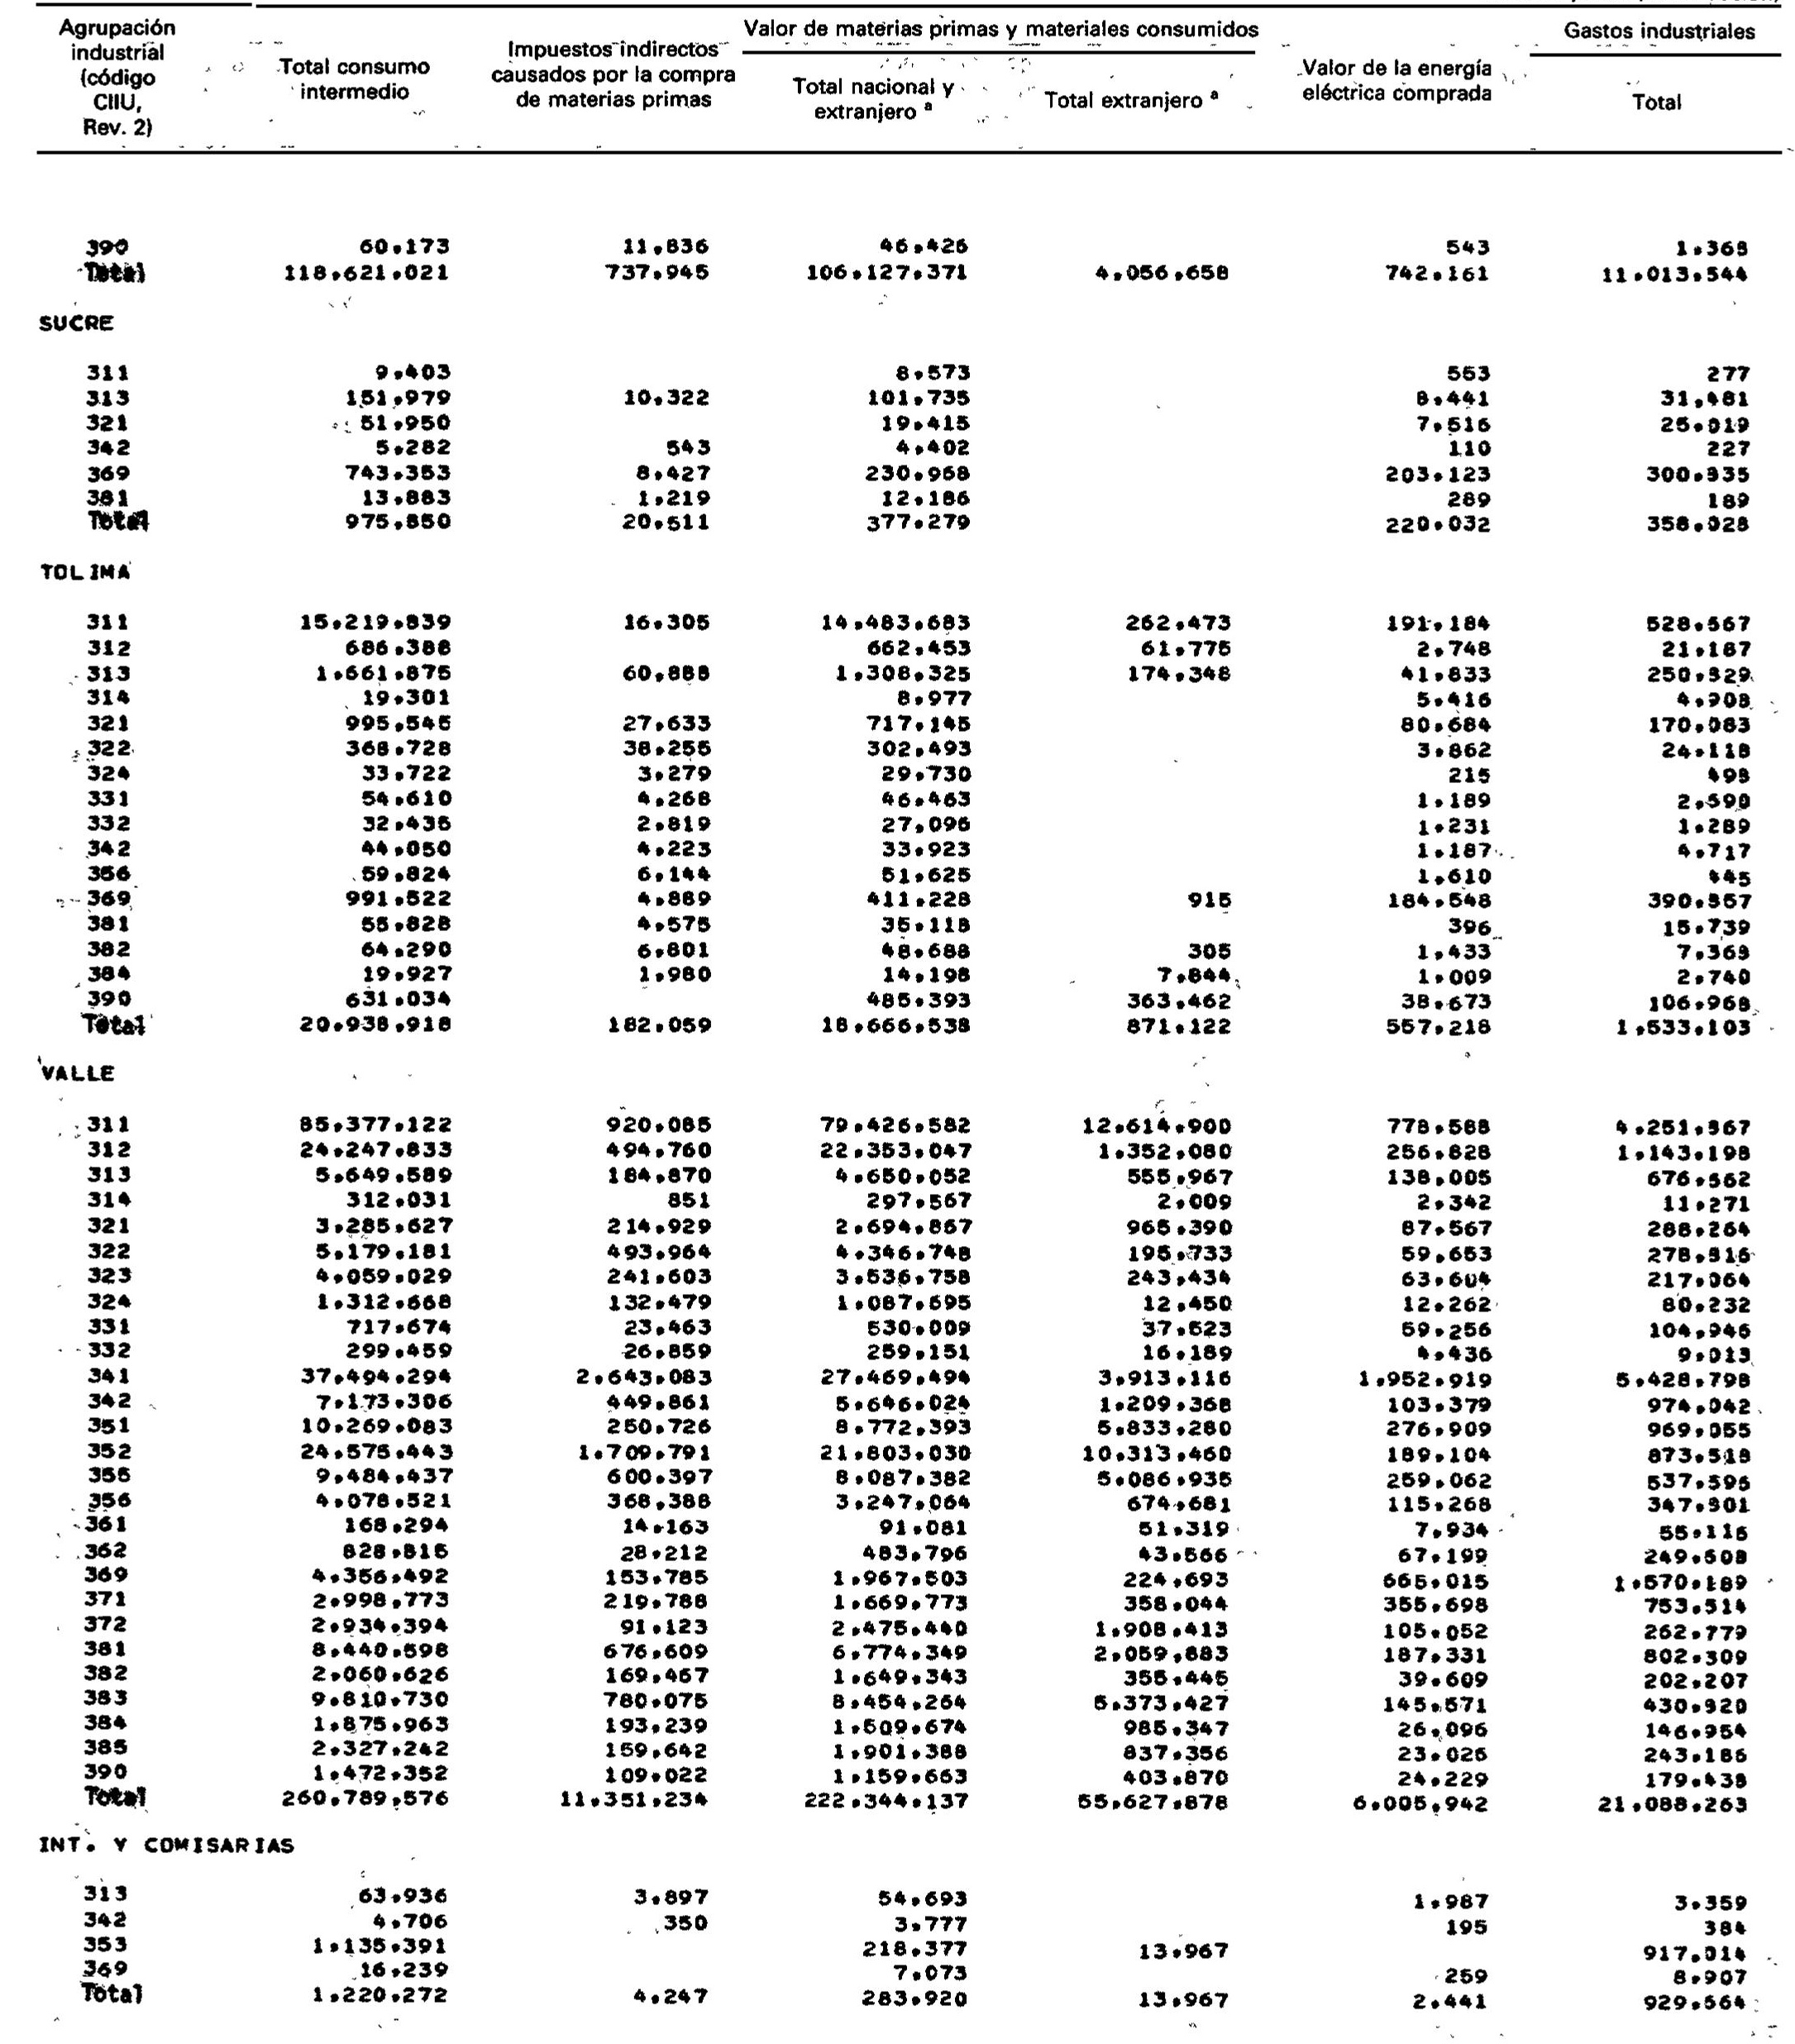 Agrupación industrial (código CIIU, Rev. 2)
Total consumo intermedio
Impuestos indirectos causados por la compra de materias primas
Valor de materias primas y materiales consumidos
Total nacional y extranjero a
Total extranjero a
Valor de la energía eléctrica comprada
Gastos industriales
Total
390 60.173 11.836 46.426 543 1.368
Total 118.621.021 737.945 106.127.371 4.056.658 742.161 11.013.544
SUCRE
311 9.403 8.573 553 277
313 151.979 10.322 101.735 8.441 31.481
321 51.950 19.415 7.516 25.019
342 5.282 543 4.402 110 227
369 743.353 8.427 230.968 203.123 300.835
381 13.883 1.219 12.186 289 189
Total 975.850 20.511 377.279 220.032 358.028
TOLIMA
311 15.219.839 16.305 14.483.683 262.473 191.184 528.667
312 686.388 662.453 61.775 2.748 21.187
313 1.661.875 60.888 1.308.325 174.348 41.833 250.829
314 19.301 8.977 5.416 4.908
321 995.545 27.633 717.145 80.684 170.083
322 368.728 38.255 302.493 3.862 24.118
324 33.722 3.279 29.730 215 498
331 54.610 4.268 46.463 1.189 2.690
332 32.435 2.819 27.096 1.231 1.289
342 44.050 4.223 33.923 1.187 4.717
356 59.824 6.144 51.625 1.610 445
369 991.522 4.889 411.228 915 184.548 390.857
381 55.828 4.575 35.118 396 15.739
382 64.290 6.801 48.688 305 1.433 7.368
384 19.927 1.980 14.198 7.844 1.009 2.740
390 631.034 485.393 363.462 38.673 106.968
Total 20.938.918 182.059 18.666.538 871.122 557.218 1.533.103
VALLE
311 85.377.122 920.085 79.426.582 12.614.900 778.588 4.251.867
312 24.247.833 494.760 22.353.047 1.352.080 256.828 1.143.198
313 5.649.589 184.870 4.650.052 555.967 138.005 676.662
314 312.031 851 297.567 2.009 2.342 11.271
321 3.285.627 214.929 2.694.867 965.390 87.567 288.264
322 5.179.181 493.964 4.346.748 195.733 59.653 278.816
323 4.059.029 241.603 3.536.758 243.434 63.604 217.064
324 1.312.668 132.479 1.087.695 12.450 12.262 80.232
331 717.674 23.463 530.009 37.523 59.256 104.946
332 299.459 26.859 259.151 16.189 4.436 9.013
341 37.494.294 2.643.083 27.469.494 3.913.116 1.952.919 5.428.798
342 7.173.306 449.861 5.646.024 1.209.368 103.379 974.042
351 10.269.083 250.726 8.772.393 5.833.280 276.909 969.055
352 24.575.443 1.709.791 21.803.030 10.313.460 189.104 873.518
355 9.484.437 600.397 8.087.382 5.086.935 259.062 537.596
356 4.078.521 368.388 3.247.064 674.681 115.268 347.801
361 168.294 14.163 91.081 51.319 7.934 55.116
362 828.815 28.212 483.796 43.566 67.199 249.608
369 4.356.492 153.785 1.967.503 224.693 665.015 1.570.189
371 2.998.773 219.788 1.669.773 358.044 355.698 753.514
372 2.934.394 91.123 2.475.440 1.908.413 105.052 262.779
381 8.440.598 676.609 6.774.349 2.059.883 187.331 802.309
382 2.060.626 169.467 1.649.343 355.445 39.609 202.207
383 9.810.730 780.075 8.454.264 5.373.427 145.571 430.820
384 1.875.963 193.239 1.509.674 985.347 26.096 146.954
385 2.327.242 159.642 1.901.388 837.356 23.026 243.186
390 1.472.352 109.022 1.159.663 403.870 24.229 179.438
Total 260.789.576 11.351.234 222.344.137 55.627.878 6.005.942 21.088.263
INT. Y COMISARIAS
313 63.936 3.897 54.693 1.987 3.359
342 4.706 350 3.777 195 384
353 1.135.391 218.377 13.967 917.014
369 16.239 7.073 259 8.907
Total 1.220.272 4.247 283.920 13.967 2.441 929.664